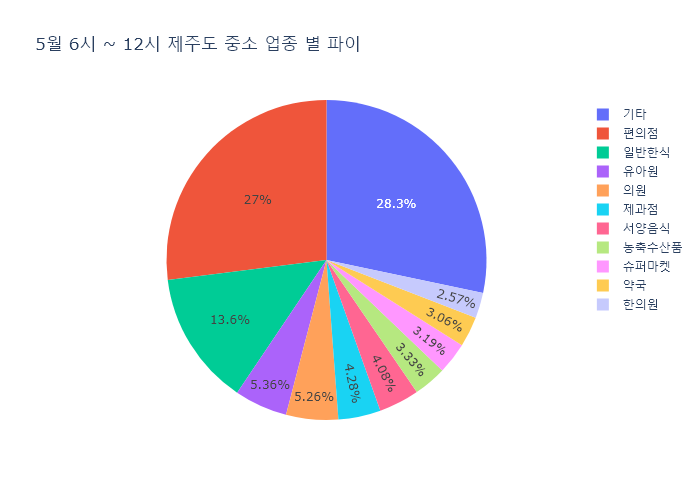 5월 6시 ~ 12시 제주도 중소 업종 별 파이
28.3%
27%
13.6%
5.36%
5.26%
4.28%
4.08%
3.33%
3.19%
3.06%
2.57%
기타
편의점
일반한식
유아원
의원
제과점
서양음식
농축수산품
슈퍼마켓
약국
한의원